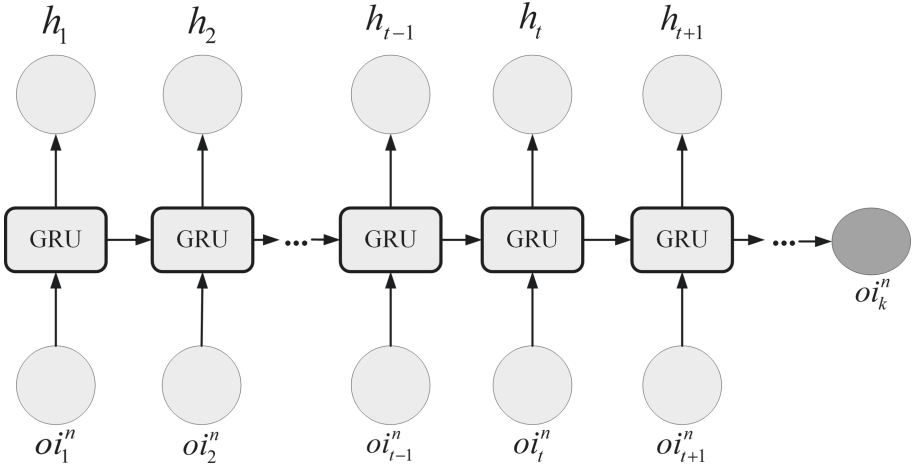 h₁ h₂ hₜ₋₁ hₜ hₜ₊₁
GRU GRU ... GRU GRU GRU ...
oi₁ⁿ oi₂ⁿ oiₜ₋₁ⁿ oiₜⁿ oiₜ₊₁ⁿ oiₖⁿ